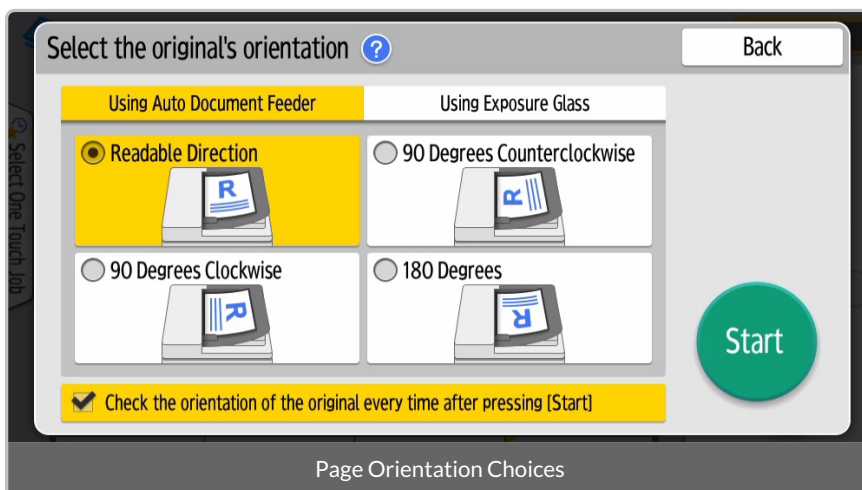 Select the original's orientation ?
Back
Using Auto Document Feeder
Using Exposure Glass
Readable Direction
R
90 Degrees Counterclockwise
R
90 Degrees Clockwise
R
180 Degrees
R
Select One Touch Job
Start
Check the orientation of the original every time after pressing [Start]
Page Orientation Choices